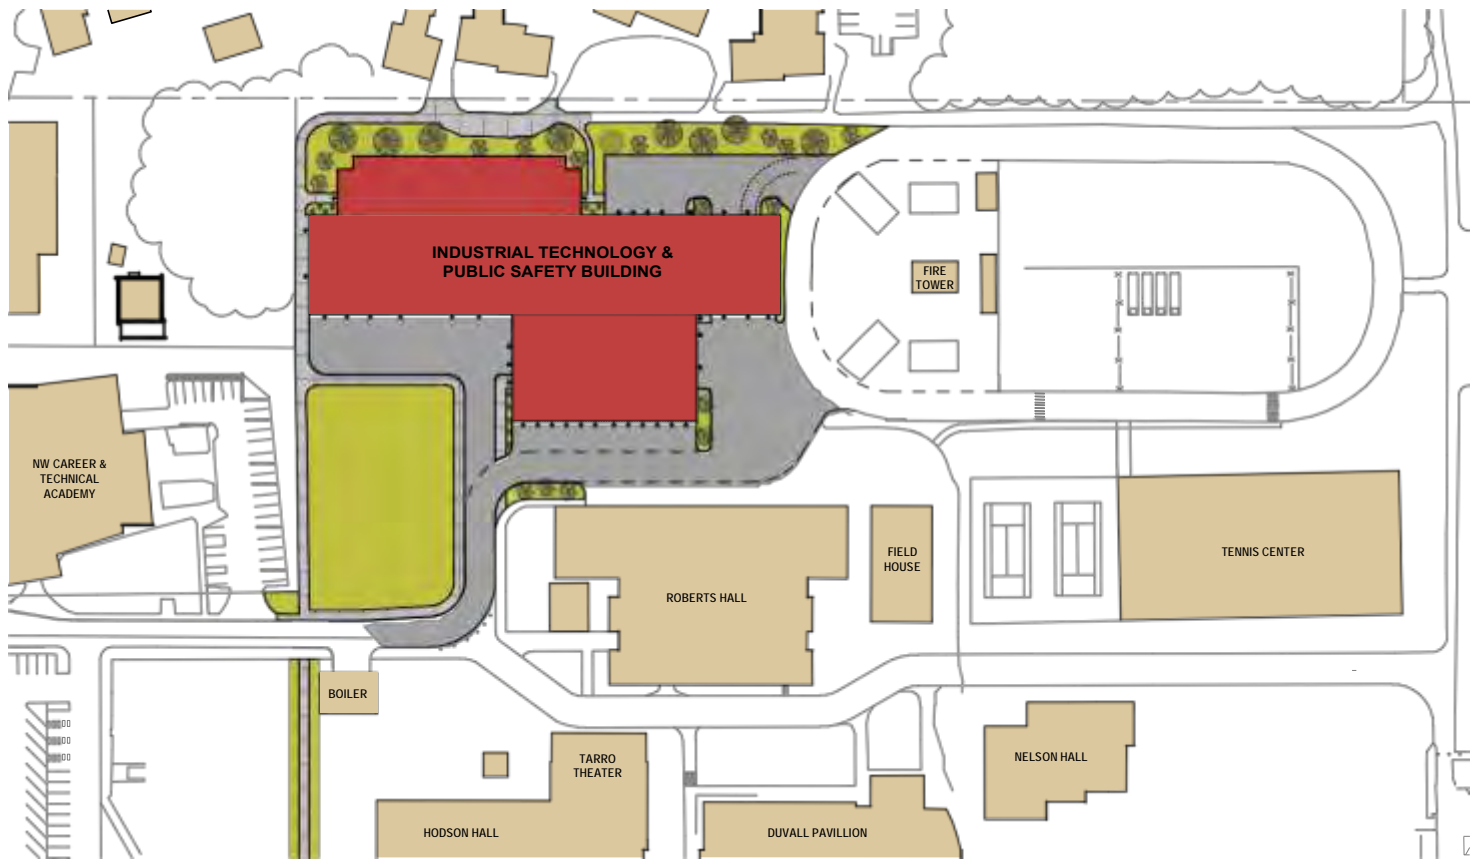 INDUSTRIAL TECHNOLOGY &
PUBLIC SAFETY BUILDING
FIRE
TOWER
NW CAREER &
TECHNICAL
ACADEMY
FIELD
HOUSE
TENNIS CENTER
ROBERTS HALL
BOILER
TARRO
THEATER
NELSON HALL
HODSON HALL
DUVALL PAVILLION